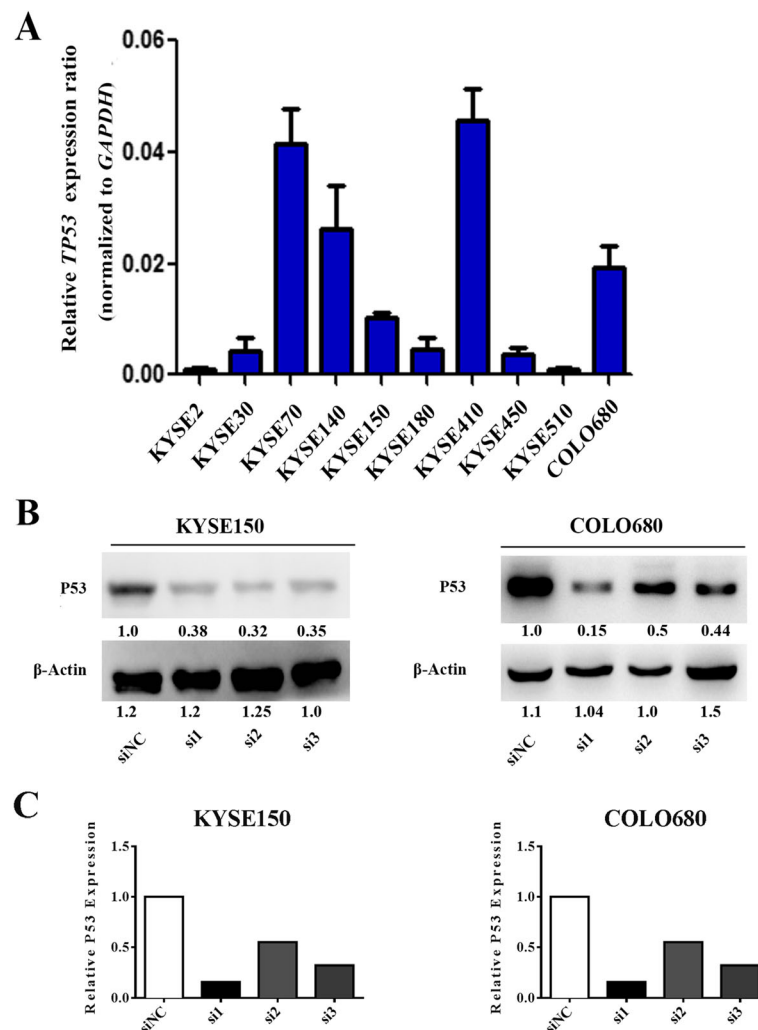 A
Relative TP53 expression ratio
(normalized to GAPDH)
0.06
0.04
0.02
0.00
KYSE2
KYSE30
KYSE70
KYSE140
KYSE150
KYSE180
KYSE410
KYSE450
KYSE510
COLO680
B
KYSE150
P53
1.0 0.38 0.32 0.35
β-Actin
1.2 1.2 1.25 1.0
siNC si1 si2 si3
COLO680
P53
1.0 0.15 0.5 0.44
β-Actin
1.1 1.04 1.0 1.5
siNC si1 si2 si3
C
KYSE150
Relative P53 Expression
1.5
1.0
0.5
0.0
siNC si1 si2 si3
COLO680
Relative P53 Expression
1.5
1.0
0.5
0.0
siNC si1 si2 si3